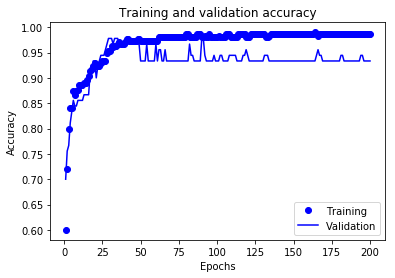 Training and validation accuracy
Accuracy
1.00
0.95
0.90
0.85
0.80
0.75
0.70
0.65
0.60
Training
Validation
0 25 50 75 100 125 150 175 200
Epochs